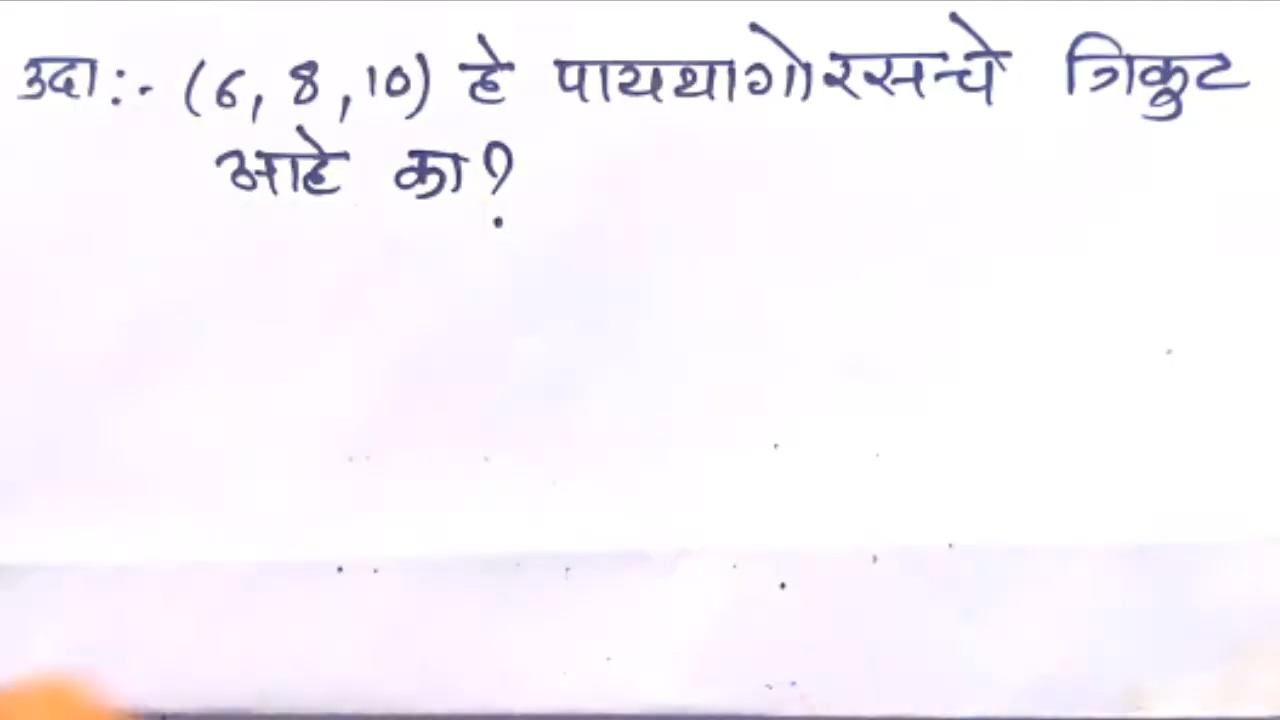 उदा:- (6, 8, 10) हे पायथागोरसचे त्रिकुट
आहे का?